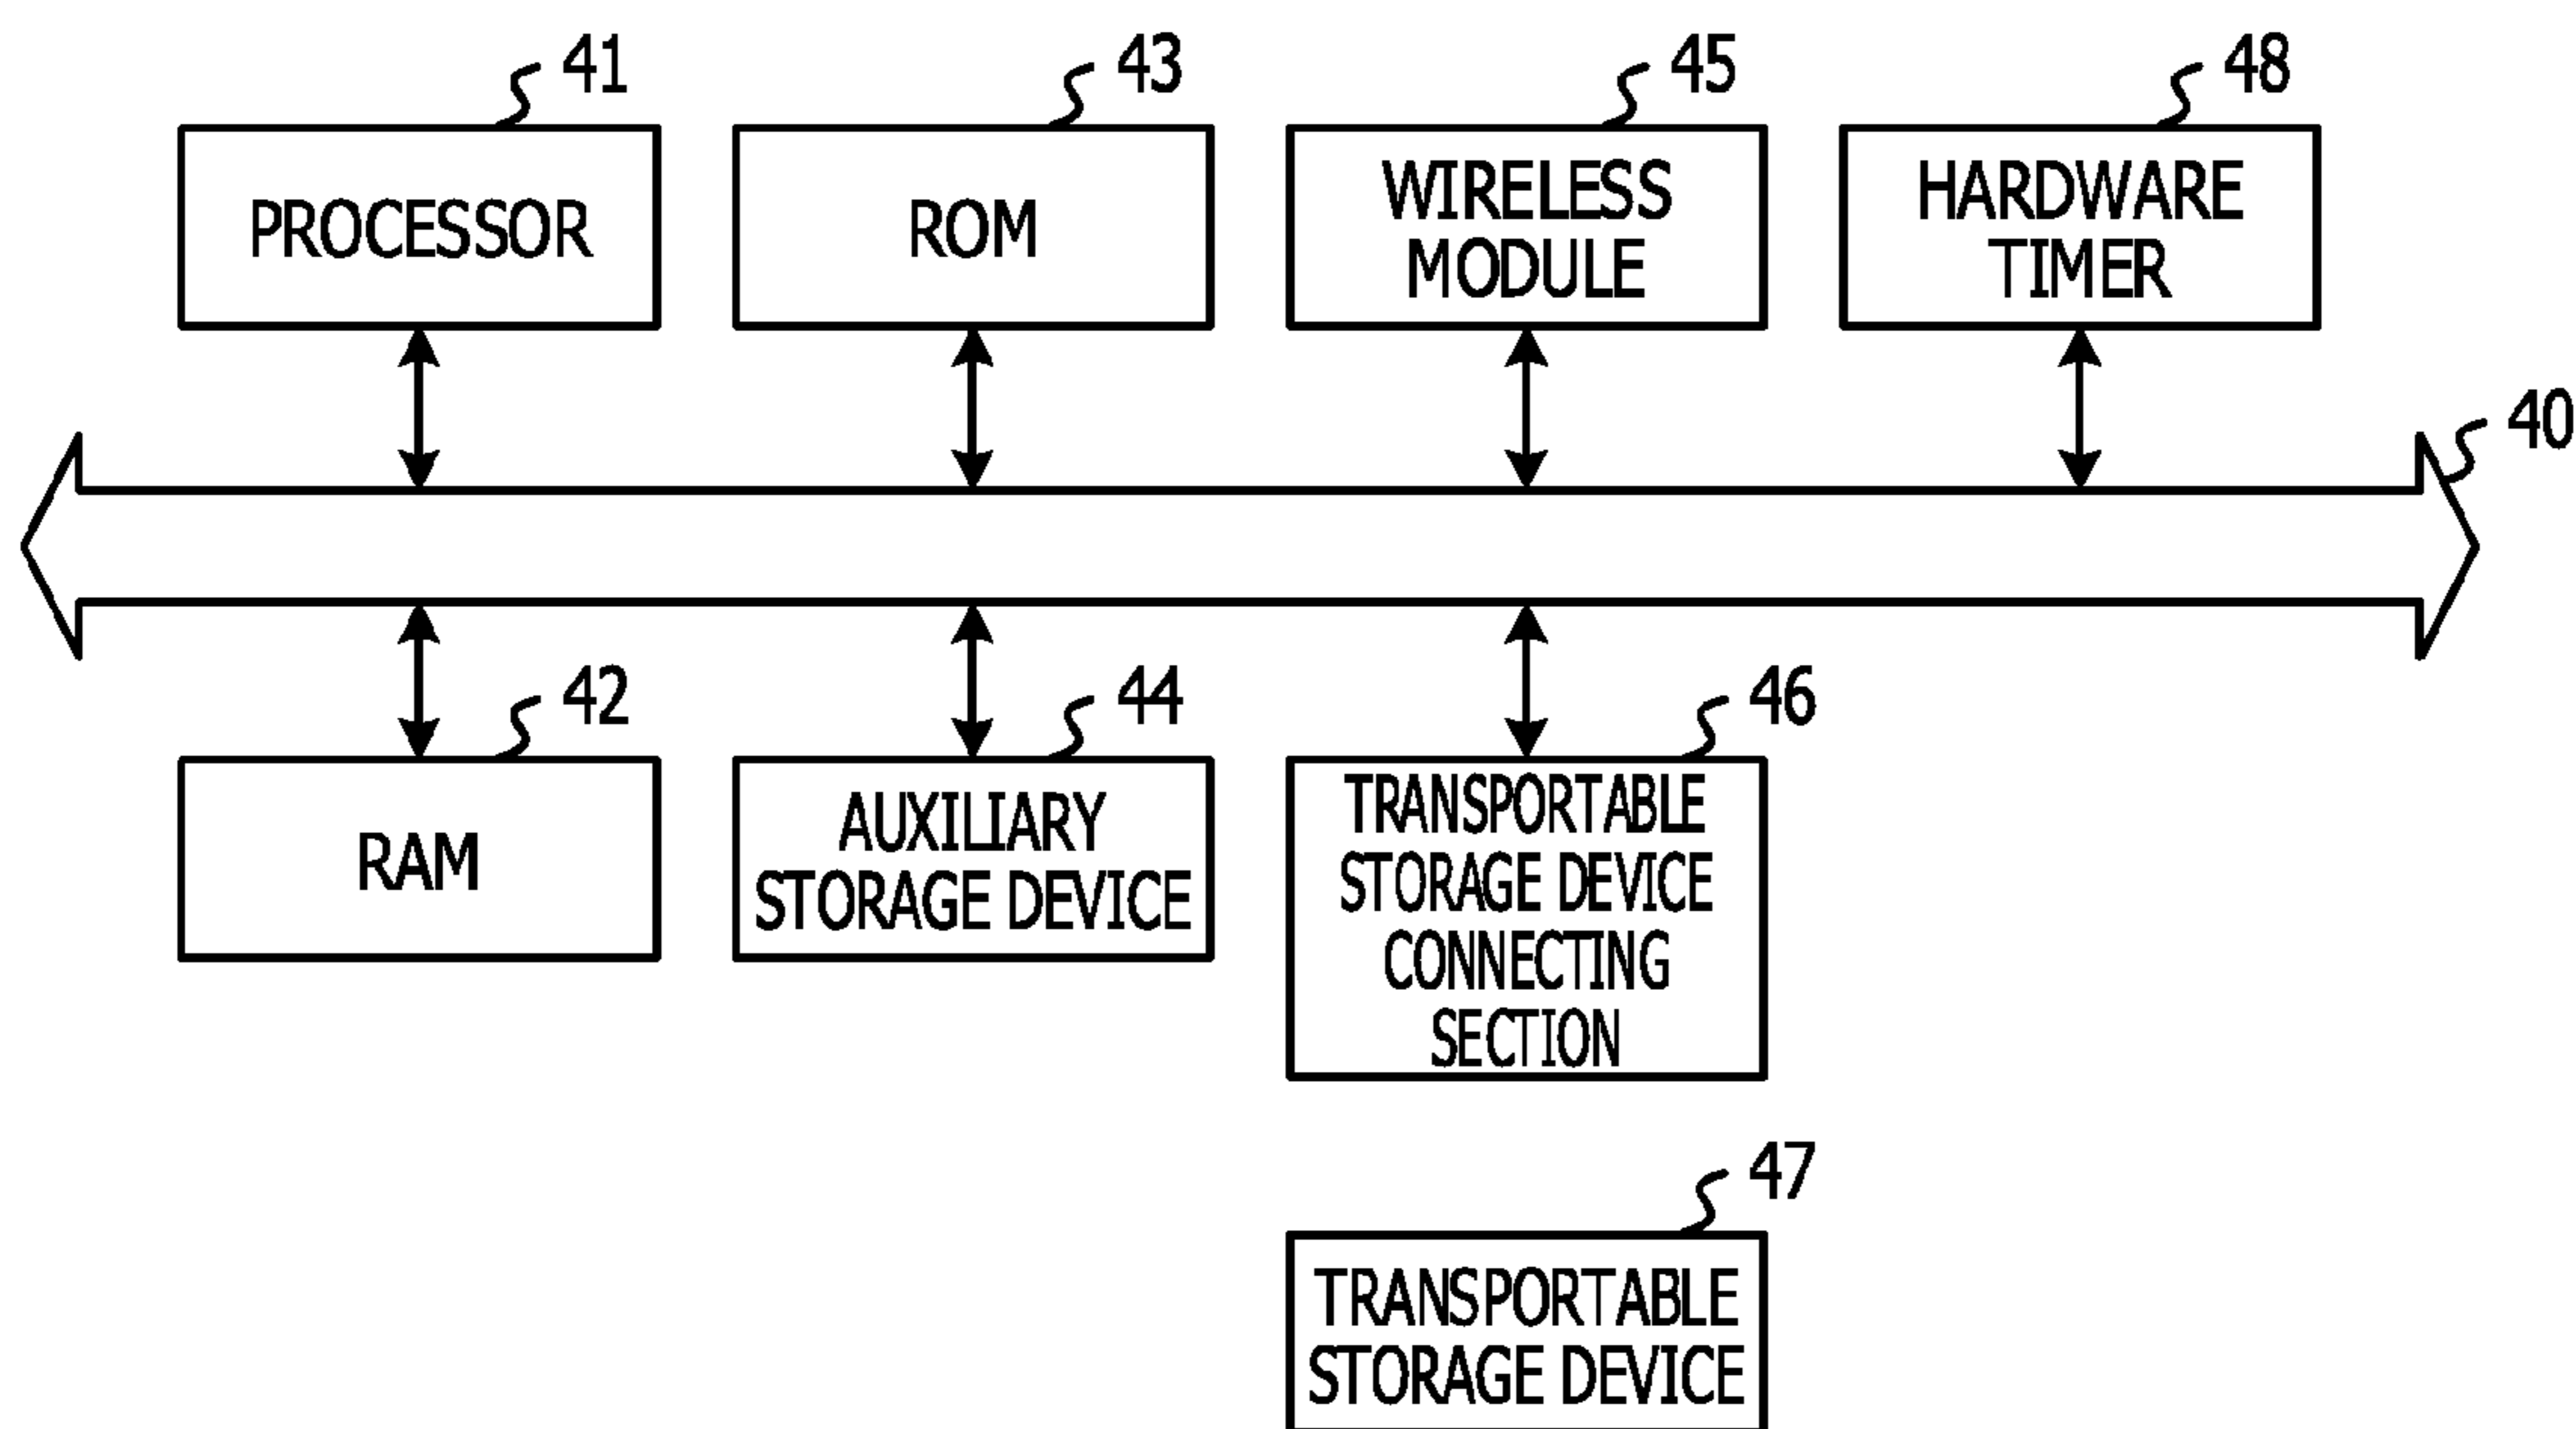 41
43
45
48
PROCESSOR
ROM
WIRELESS
MODULE
HARDWARE
TIMER
40
42
44
46
RAM
AUXILIARY
STORAGE DEVICE
TRANSPORTABLE
STORAGE DEVICE
CONNECTING
SECTION
47
TRANSPORTABLE
STORAGE DEVICE